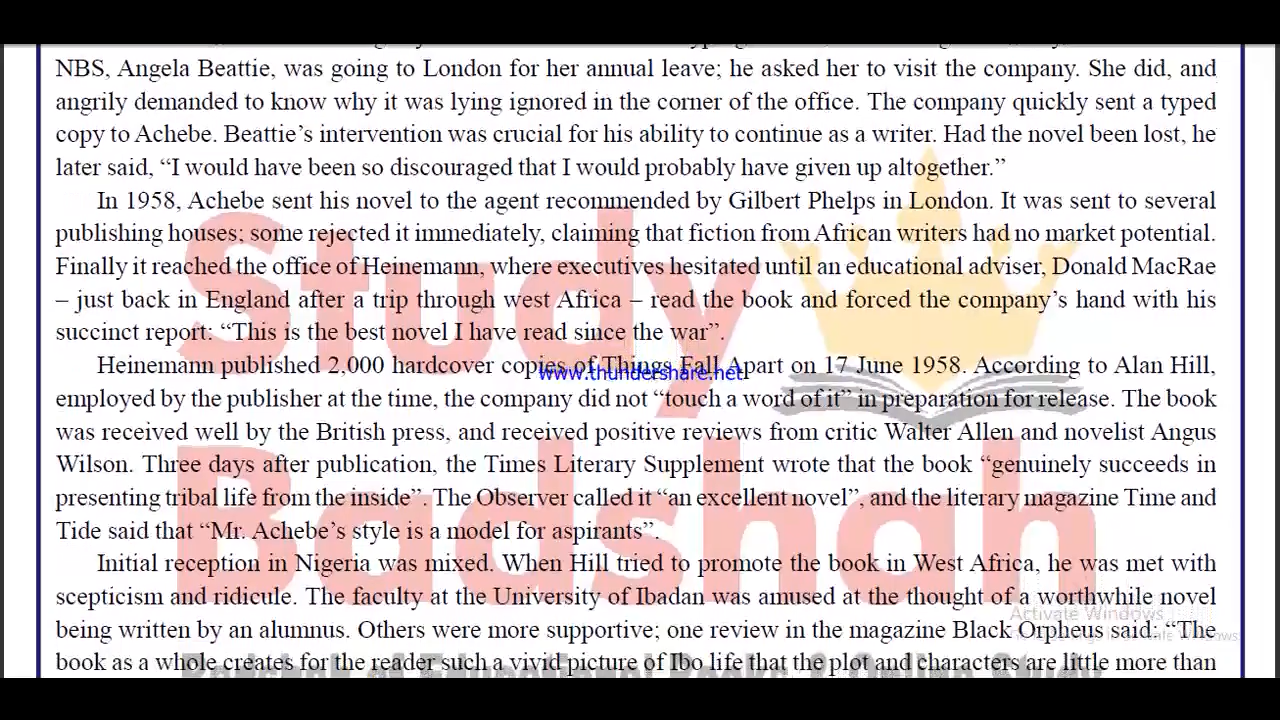 NBS, Angela Beattie, was going to London for her annual leave; he asked her to visit the company. She did, and
angrily demanded to know why it was lying ignored in the corner of the office. The company quickly sent a typed
copy to Achebe. Beattie’s intervention was crucial for his ability to continue as a writer. Had the novel been lost, he
later said, “I would have been so discouraged that I would probably have given up altogether.”
In 1958, Achebe sent his novel to the agent recommended by Gilbert Phelps in London. It was sent to several
publishing houses; some rejected it immediately, claiming that fiction from African writers had no market potential.
Finally it reached the office of Heinemann, where executives hesitated until an educational adviser, Donald MacRae
– just back in England after a trip through west Africa – read the book and forced the company’s hand with his
succinct report: “This is the best novel I have read since the war”.
Heinemann published 2,000 hardcover copies of Things Fall Apart on 17 June 1958. According to Alan Hill,
www.thundershare.net
employed by the publisher at the time, the company did not “touch a word of it” in preparation for release. The book
was received well by the British press, and received positive reviews from critic Walter Allen and novelist Angus
Wilson. Three days after publication, the Times Literary Supplement wrote that the book “genuinely succeeds in
presenting tribal life from the inside”. The Observer called it “an excellent novel”, and the literary magazine Time and
Tide said that “Mr. Achebe’s style is a model for aspirants”.
Initial reception in Nigeria was mixed. When Hill tried to promote the book in West Africa, he was met with
scepticism and ridicule. The faculty at the University of Ibadan was amused at the thought of a worthwhile novel
being written by an alumnus. Others were more supportive; one review in the magazine Black Orpheus said: “The
book as a whole creates for the reader such a vivid picture of Ibo life that the plot and characters are little more than
Study
Badshah
Activate Windows